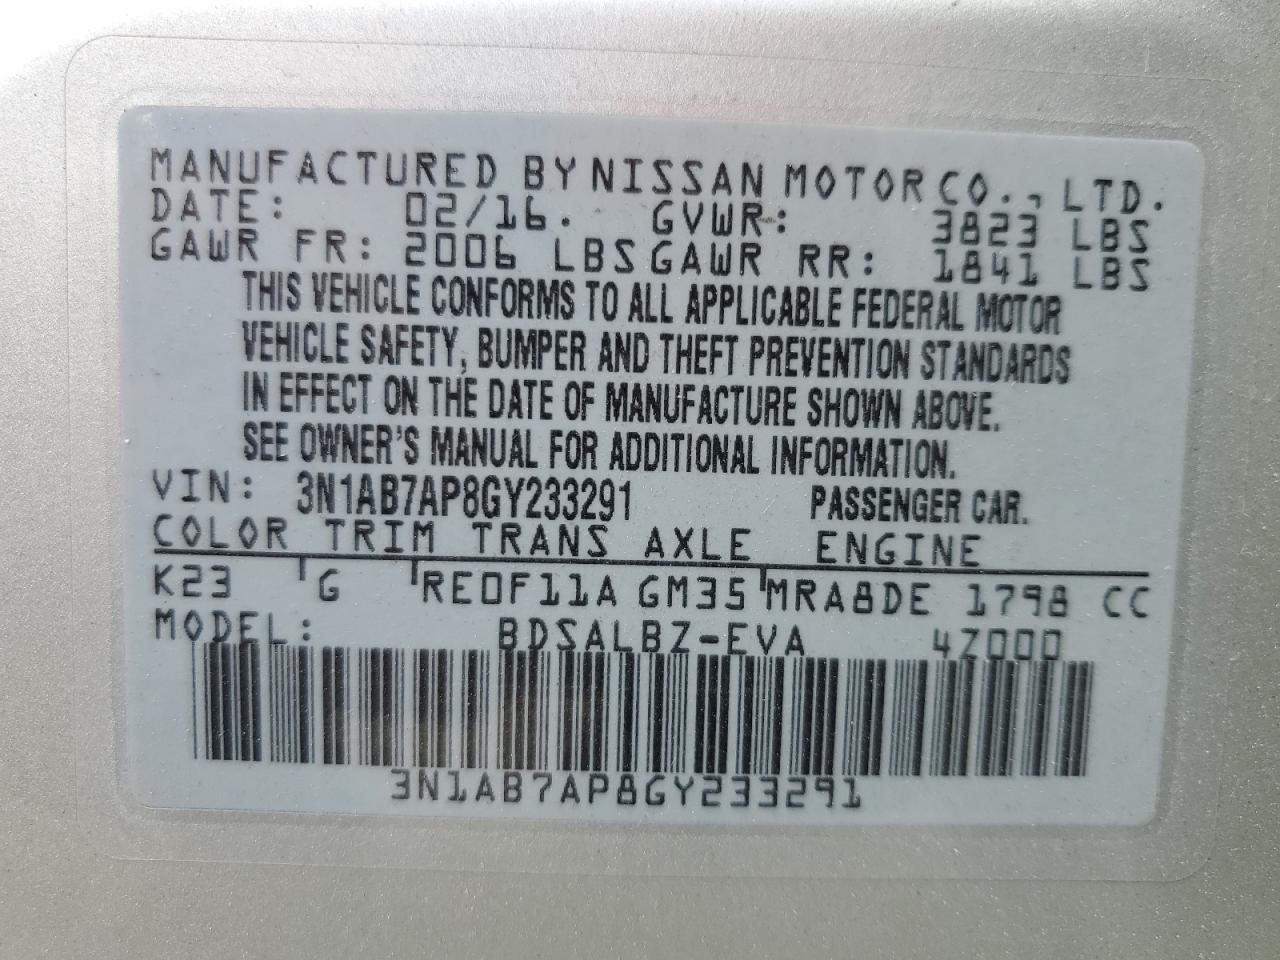 MANUFACTURED BY NISSAN MOTOR CO., LTD.
DATE: 02/16. GVWR: 3823 LBS
GAWR FR: 2006 LBS GAWR RR: 1841 LBS
THIS VEHICLE CONFORMS TO ALL APPLICABLE FEDERAL MOTOR
VEHICLE SAFETY, BUMPER AND THEFT PREVENTION STANDARDS
IN EFFECT ON THE DATE OF MANUFACTURE SHOWN ABOVE.
SEE OWNER'S MANUAL FOR ADDITIONAL INFORMATION.
VIN: 3N1AB7AP8GY233291 PASSENGER CAR.
COLOR TRIM TRANS AXLE ENGINE
K23 G RE0F11A GM35 MRA8DE 1798 CC
MODEL: BDSALBZ-EVA 4Z000
3N1AB7AP8GY233291